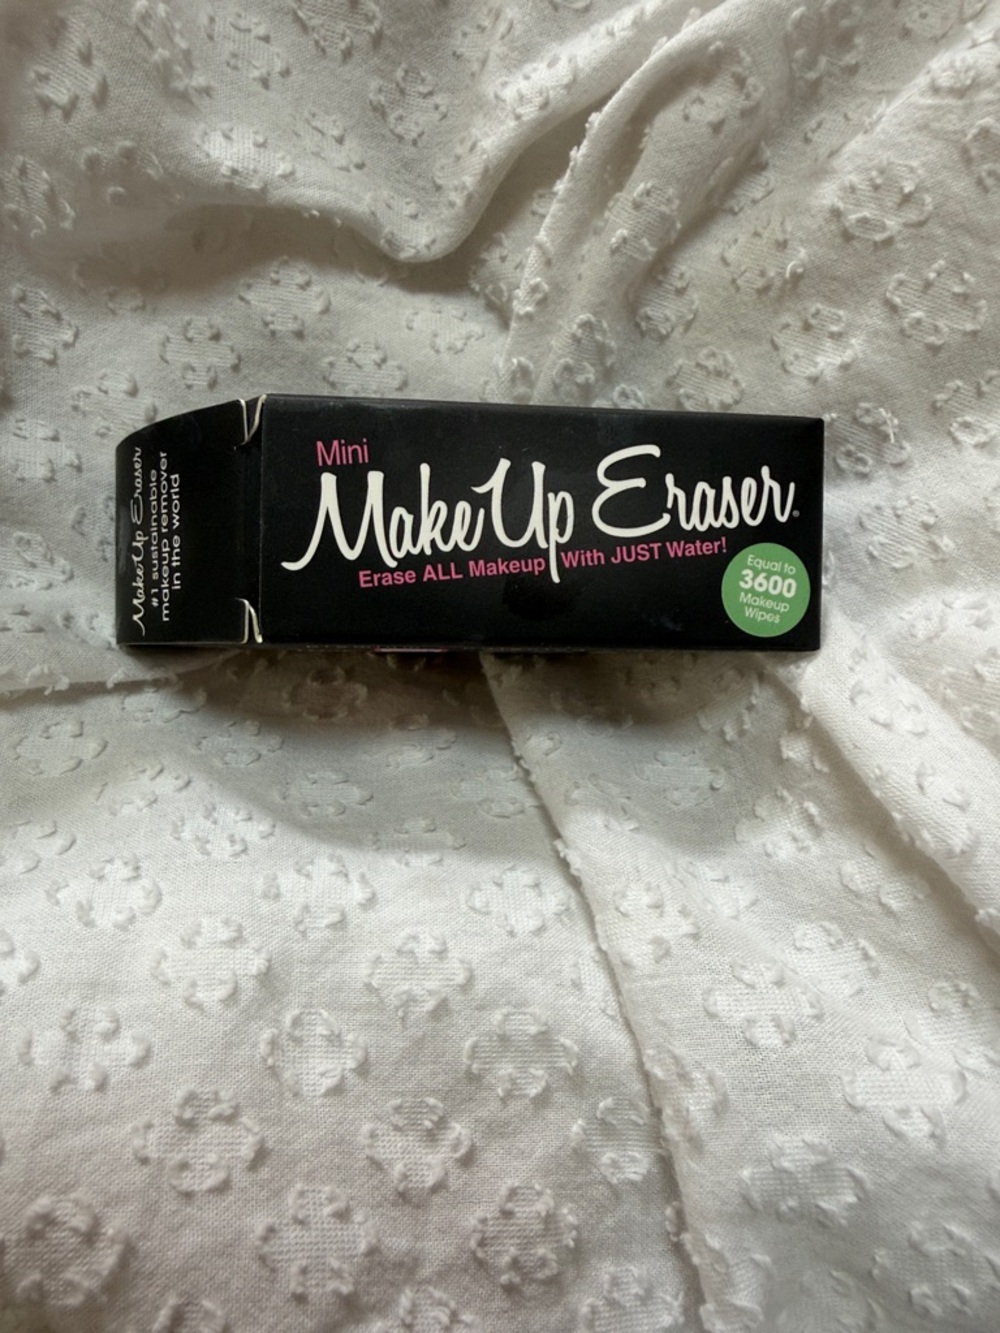 MakeUp Eraser
#1 sustainable
makeup remover
in the world
Mini
MakeUp Eraser®
Erase ALL Makeup With JUST Water!
Equal to
3600
Makeup
Wipes